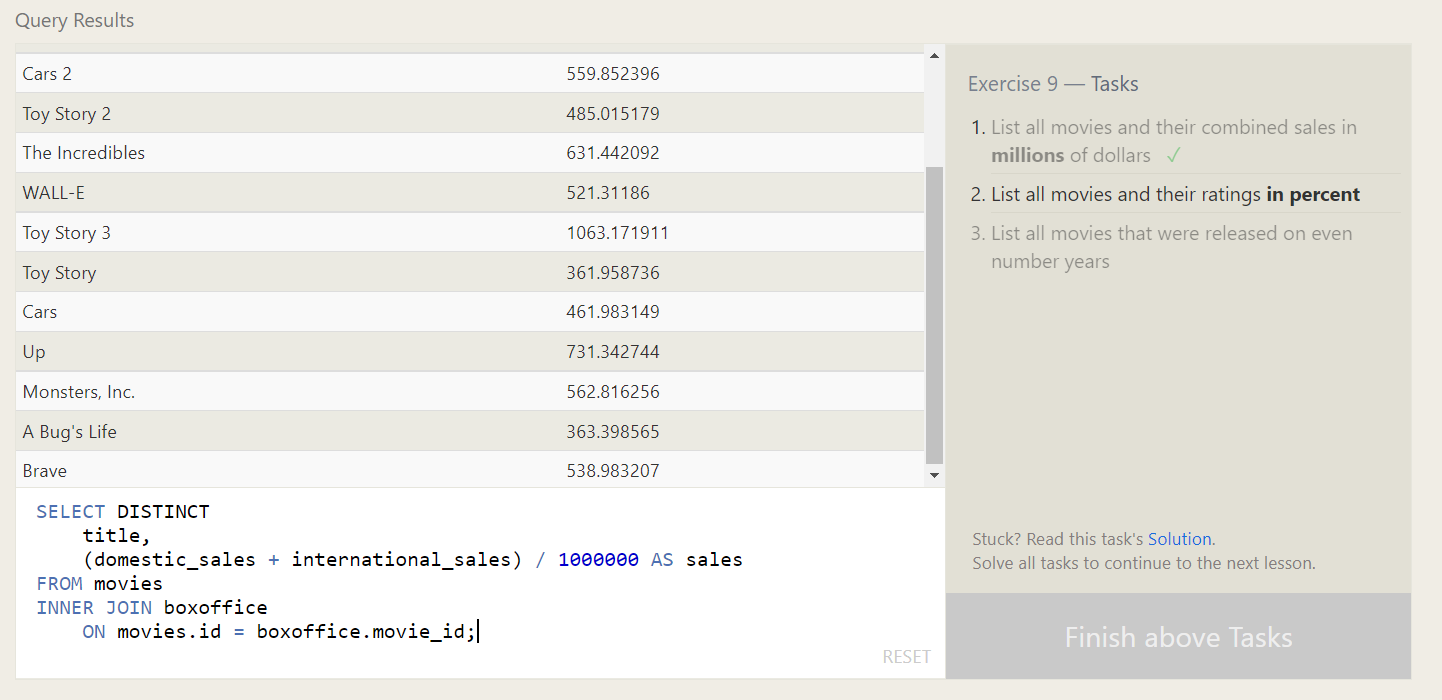 Query Results
Cars 2 559.852396
Toy Story 2 485.015179
The Incredibles 631.442092
WALL-E 521.31186
Toy Story 3 1063.171911
Toy Story 361.958736
Cars 461.983149
Up 731.342744
Monsters, Inc. 562.816256
A Bug's Life 363.398565
Brave 538.983207
SELECT DISTINCT
title,
(domestic_sales + international_sales) / 1000000 AS sales
FROM movies
INNER JOIN boxoffice
ON movies.id = boxoffice.movie_id;
RESET
Exercise 9 — Tasks
1. List all movies and their combined sales in
millions of dollars ✓
2. List all movies and their ratings in percent
3. List all movies that were released on even
number years
Stuck? Read this task's Solution.
Solve all tasks to continue to the next lesson.
Finish above Tasks